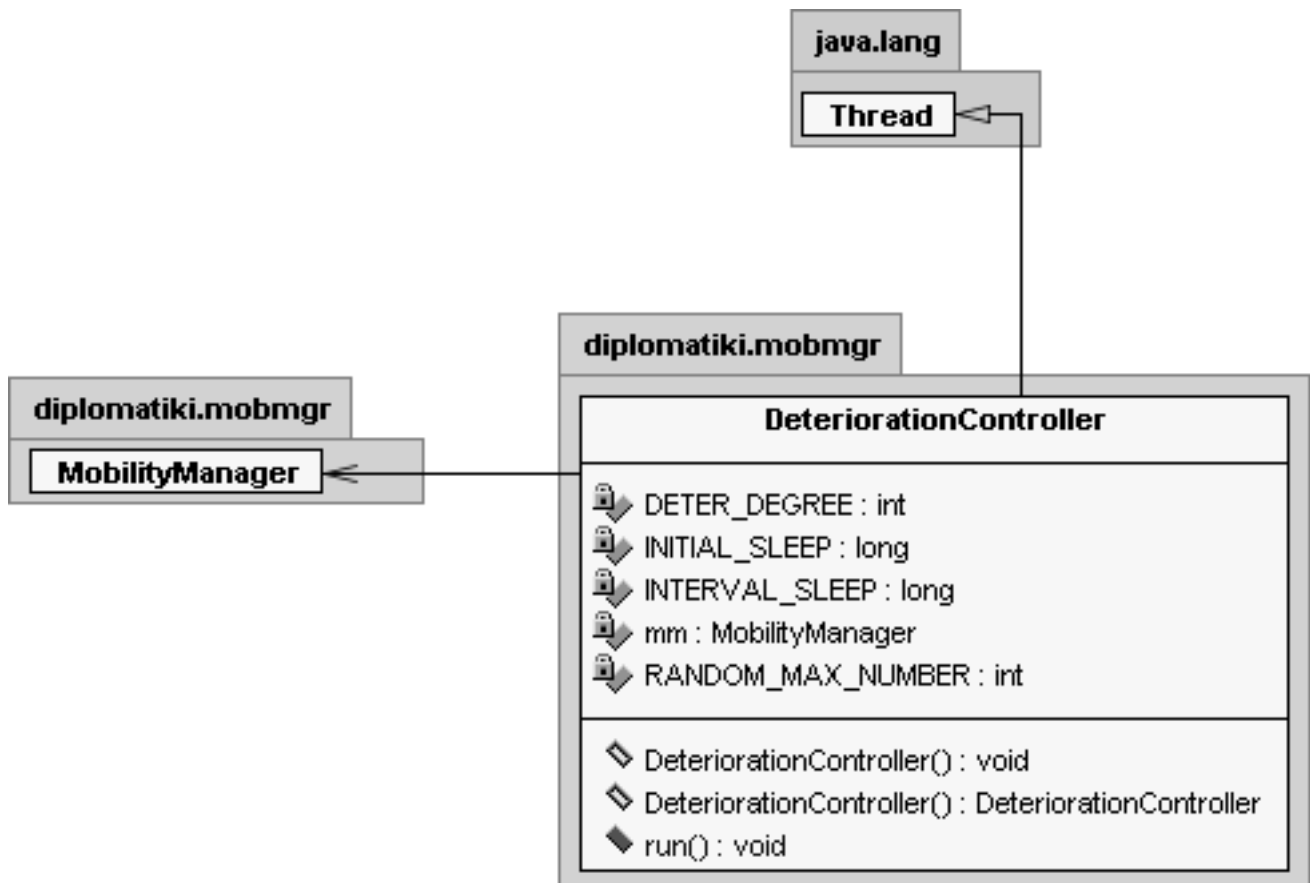 java.lang
Thread
diplomatiki.mobmgr
MobilityManager
diplomatiki.mobmgr
DeteriorationController
DETER_DEGREE : int
INITIAL_SLEEP : long
INTERVAL_SLEEP : long
mm : MobilityManager
RANDOM_MAX_NUMBER : int
DeteriorationController() : void
DeteriorationController() : DeteriorationController
run() : void